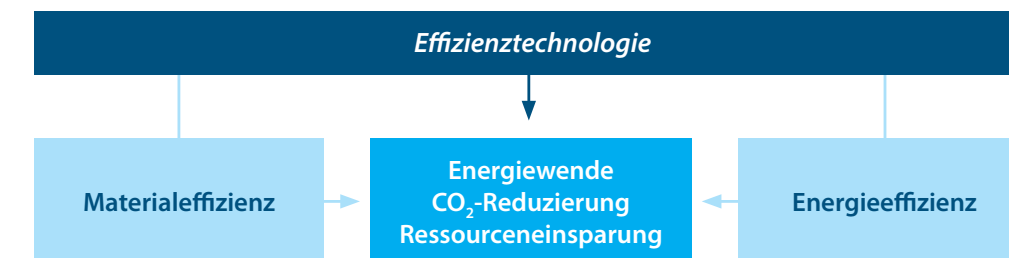 Effizienztechnologie
Materialeffizienz
Energiewende
CO₂-Reduzierung
Ressourceneinsparung
Energieeffizienz